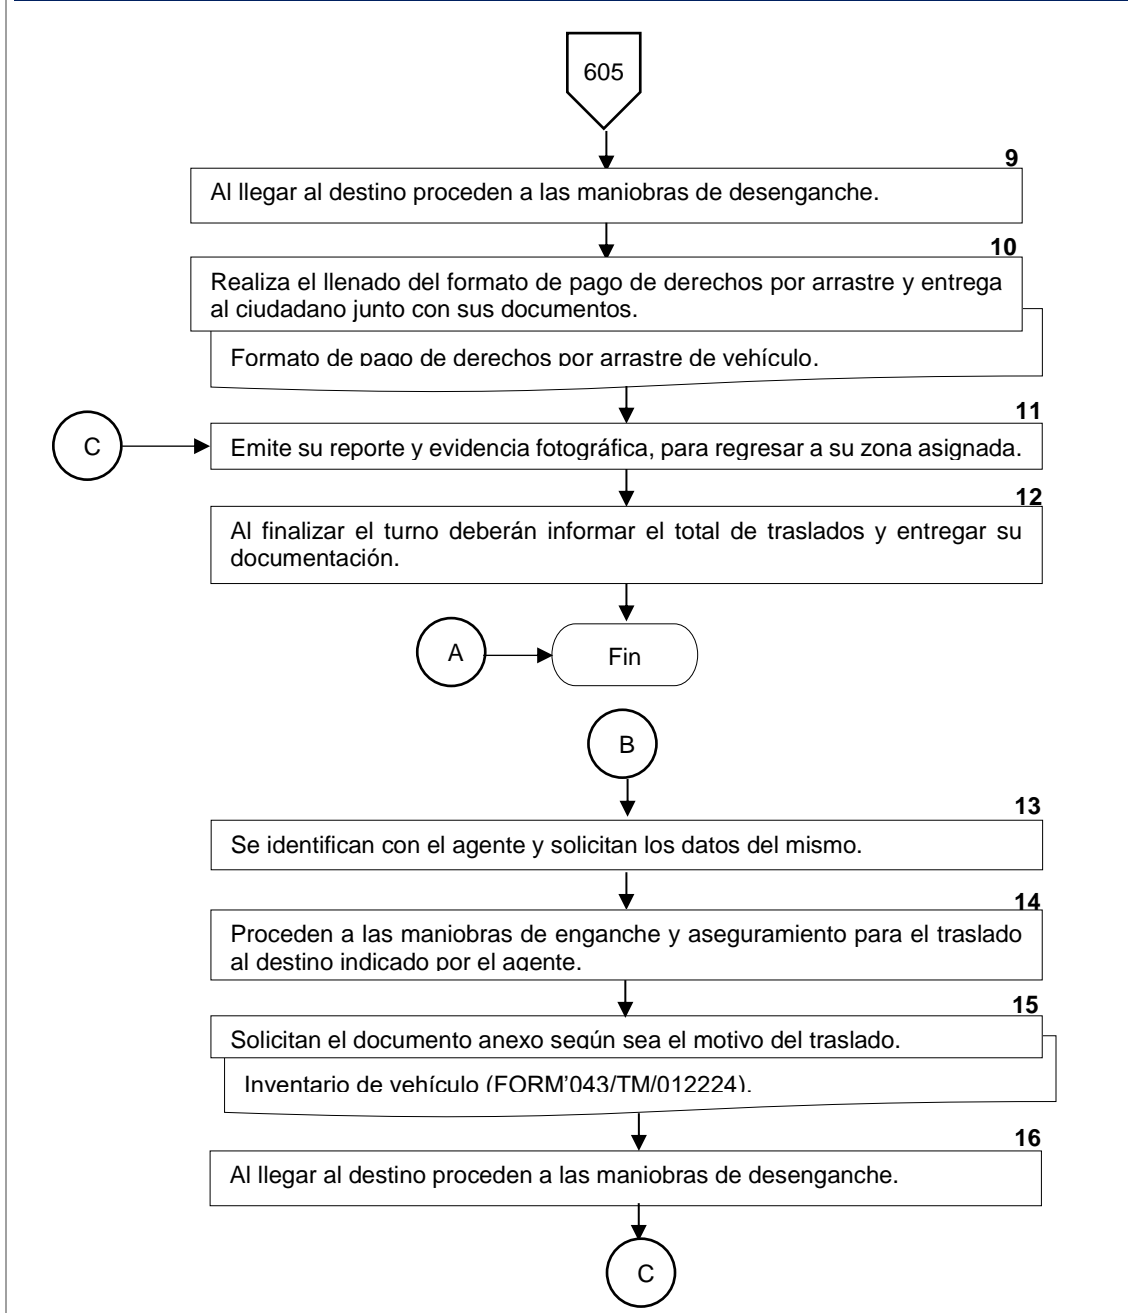 605
9
Al llegar al destino proceden a las maniobras de desenganche.
10
Realiza el llenado del formato de pago de derechos por arrastre y entrega
al ciudadano junto con sus documentos.
Formato de pago de derechos por arrastre de vehículo.
11
C
Emite su reporte y evidencia fotográfica, para regresar a su zona asignada.
12
Al finalizar el turno deberán informar el total de traslados y entregar su
documentación.
A
Fin
B
13
Se identifican con el agente y solicitan los datos del mismo.
14
Proceden a las maniobras de enganche y aseguramiento para el traslado
al destino indicado por el agente.
15
Solicitan el documento anexo según sea el motivo del traslado.
Inventario de vehículo (FORM’043/TM/012224).
16
Al llegar al destino proceden a las maniobras de desenganche.
C